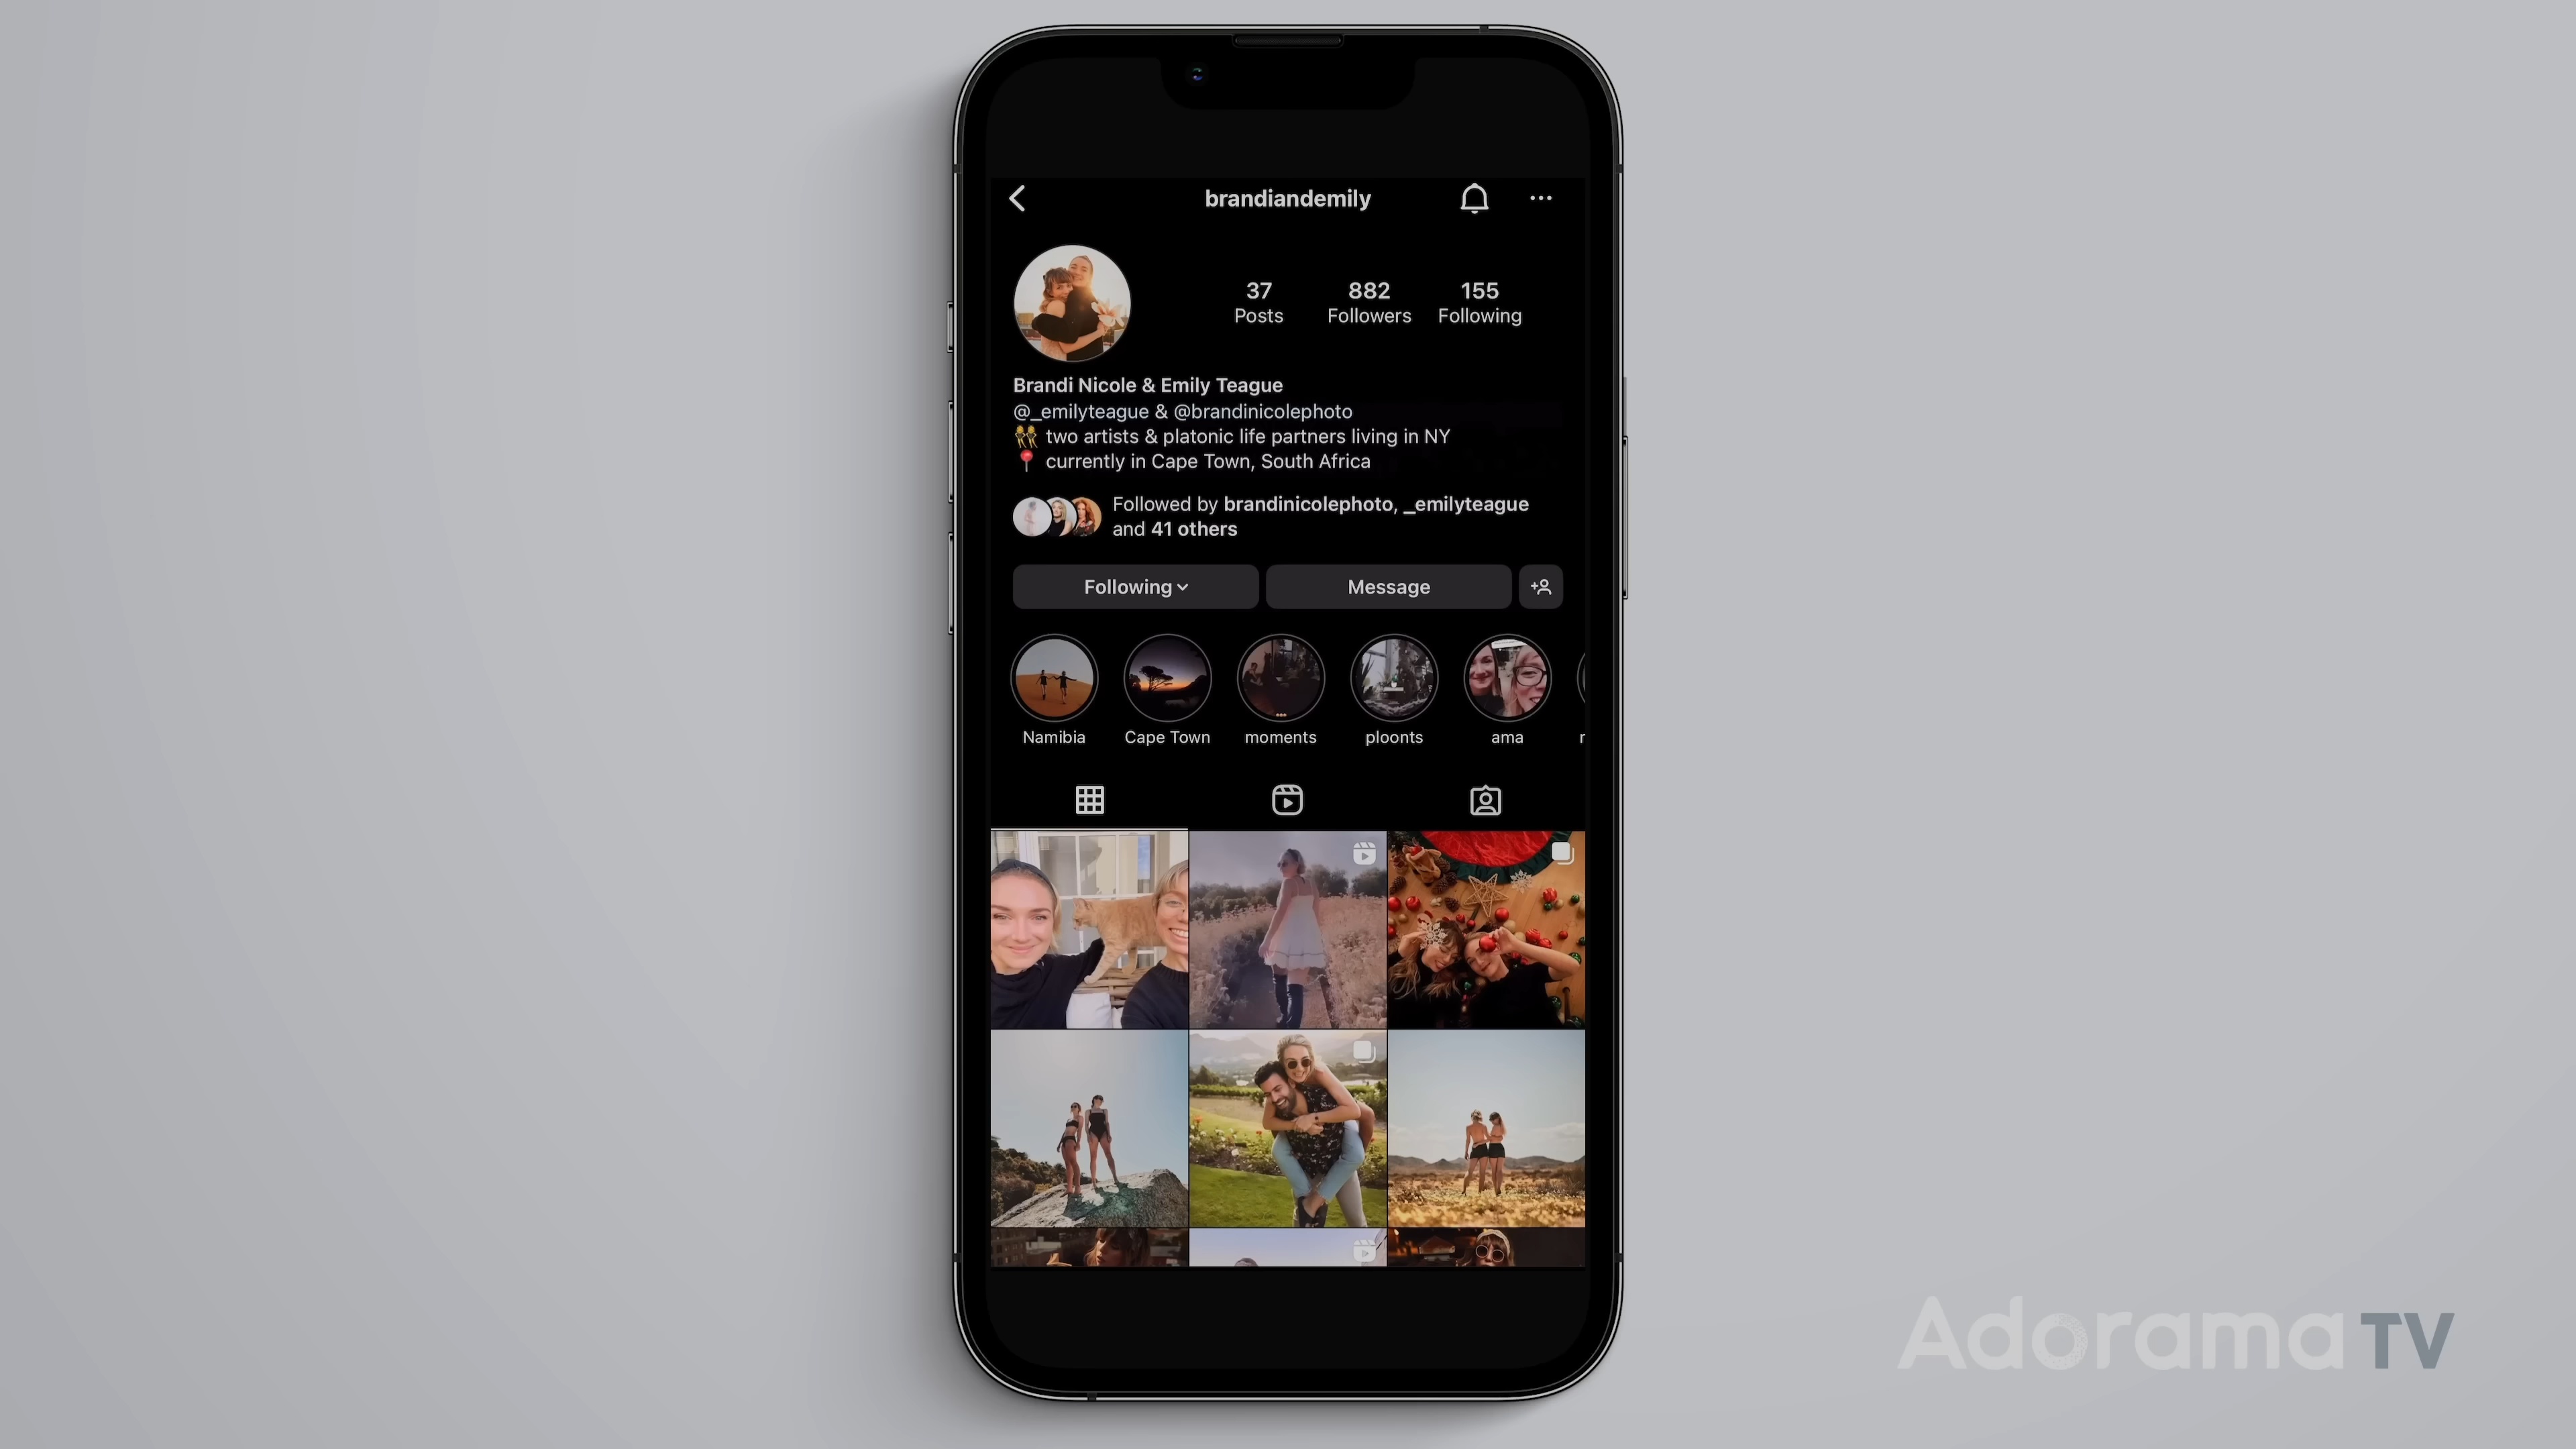 brandiandemily
37 882 155
Posts Followers Following
Brandi Nicole & Emily Teague
@_emilyteague & @brandinicolephoto
👯 two artists & platonic life partners living in NY
📍 currently in Cape Town, South Africa
Followed by brandinicolephoto, _emilyteague
and 41 others
Following Message
Namibia Cape Town moments ploonts ama r
Adorama TV